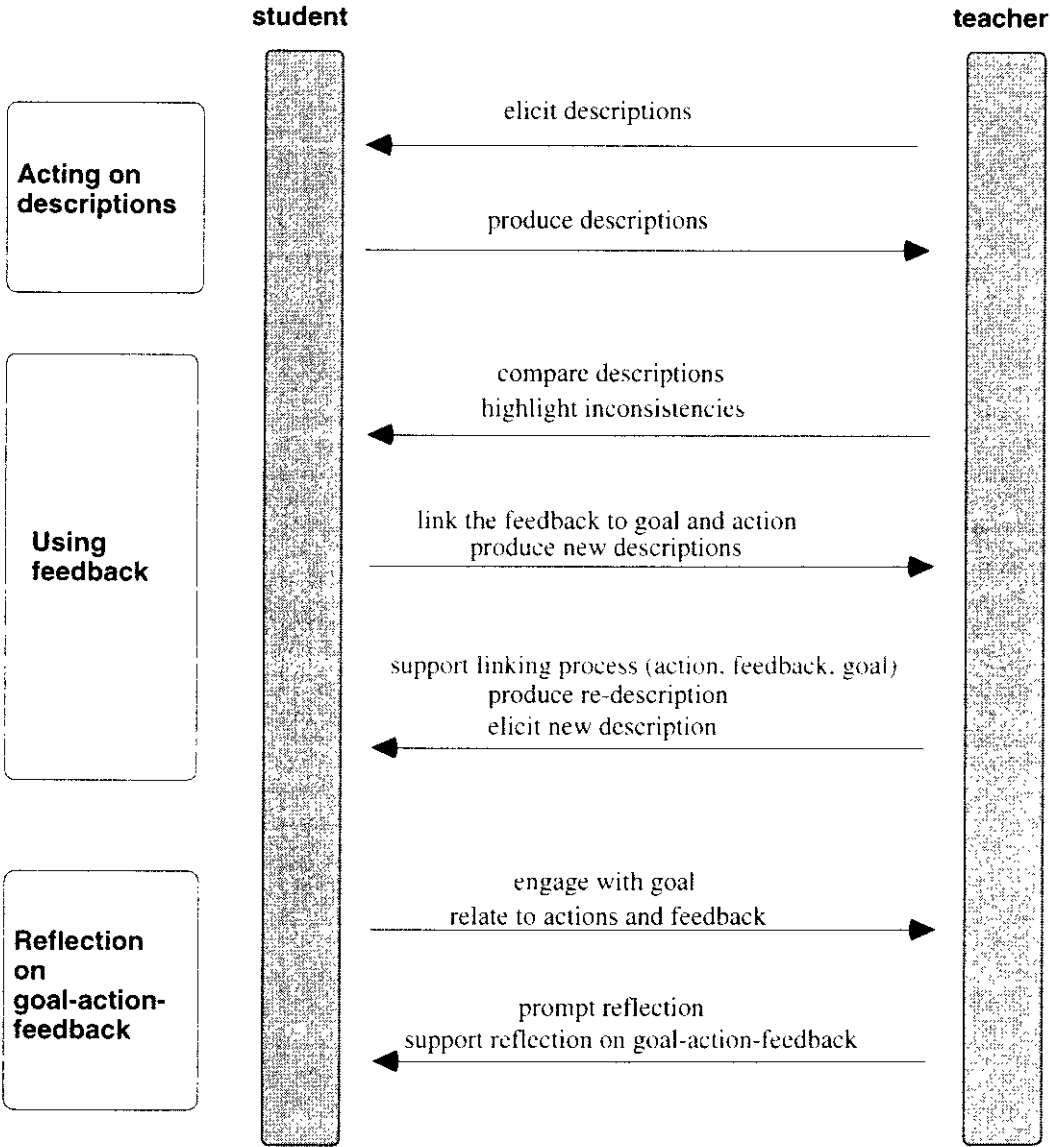 student
teacher
Acting on
descriptions
elicit descriptions
produce descriptions
Using
feedback
compare descriptions
highlight inconsistencies
link the feedback to goal and action
produce new descriptions
support linking process (action. feedback. goal)
produce re-description
elicit new description
Reflection
on
goal-action-
feedback
engage with goal
relate to actions and feedback
prompt reflection
support reflection on goal-action-feedback